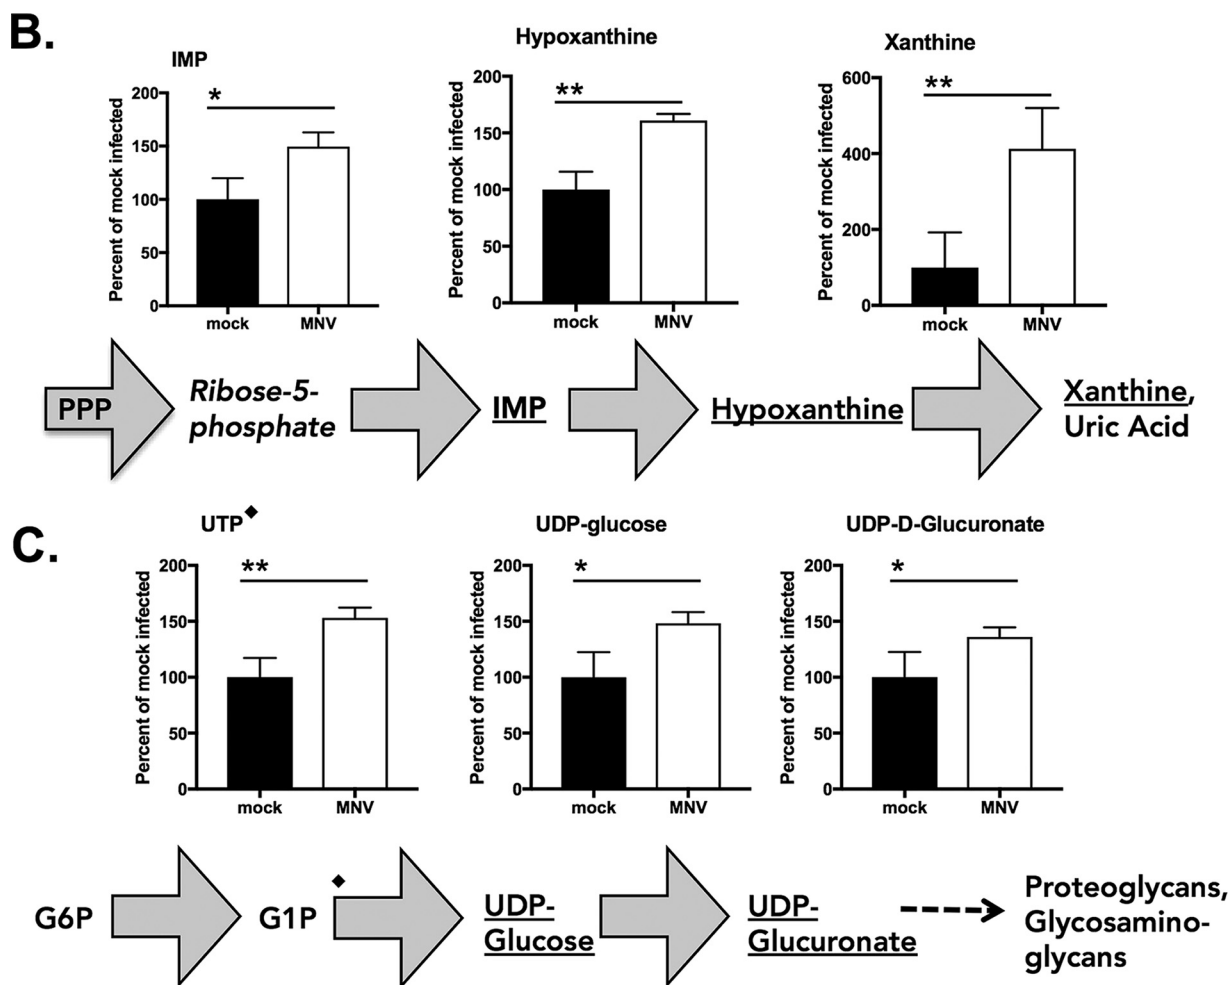 B.
IMP
Percent of mock infected
200
150
100
50
0
*
mock MNV
Hypoxanthine
Percent of mock infected
200
150
100
50
0
**
mock MNV
Xanthine
Percent of mock infected
600
400
200
0
**
mock MNV
PPP
Ribose-5-
phosphate
IMP
Hypoxanthine
Xanthine,
Uric Acid
C.
UTP◆
Percent of mock infected
200
150
100
50
0
**
mock MNV
UDP-glucose
Percent of mock infected
200
150
100
50
0
*
mock MNV
UDP-D-Glucuronate
Percent of mock infected
200
150
100
50
0
*
mock MNV
G6P
G1P
◆
UDP-
Glucose
UDP-
Glucuronate
Proteoglycans,
Glycosamino-
glycans